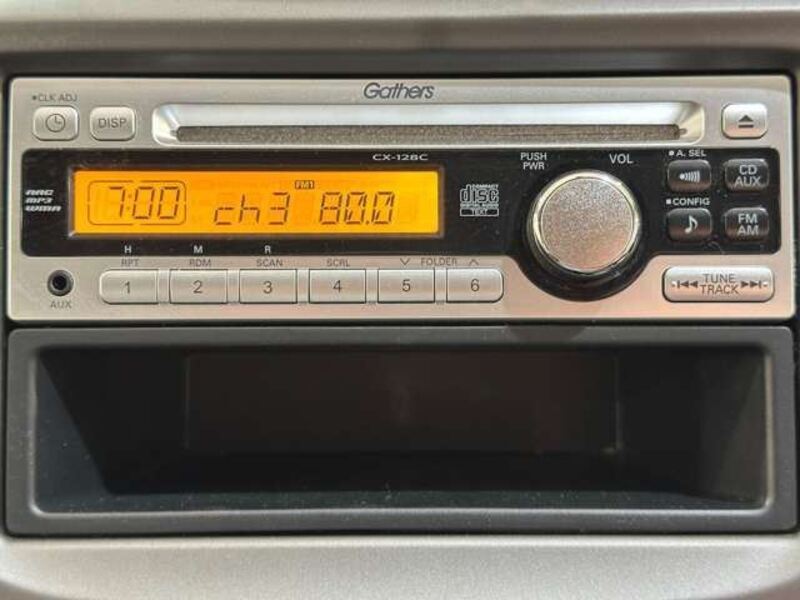 Gathers
CLK ADJ
DISP
CX-128C
AAC
MP3
WMA
7:00
FM1
ch3 80.0
COMPACT
disc
DIGITAL AUDIO
TEXT
PUSH
PWR
VOL
A. SEL
CD
AUX
CONFIG
FM
AM
H M R
RPT RDM SCAN SCRL FOLDER
1 2 3 4 5 6
AUX
TUNE
TRACK